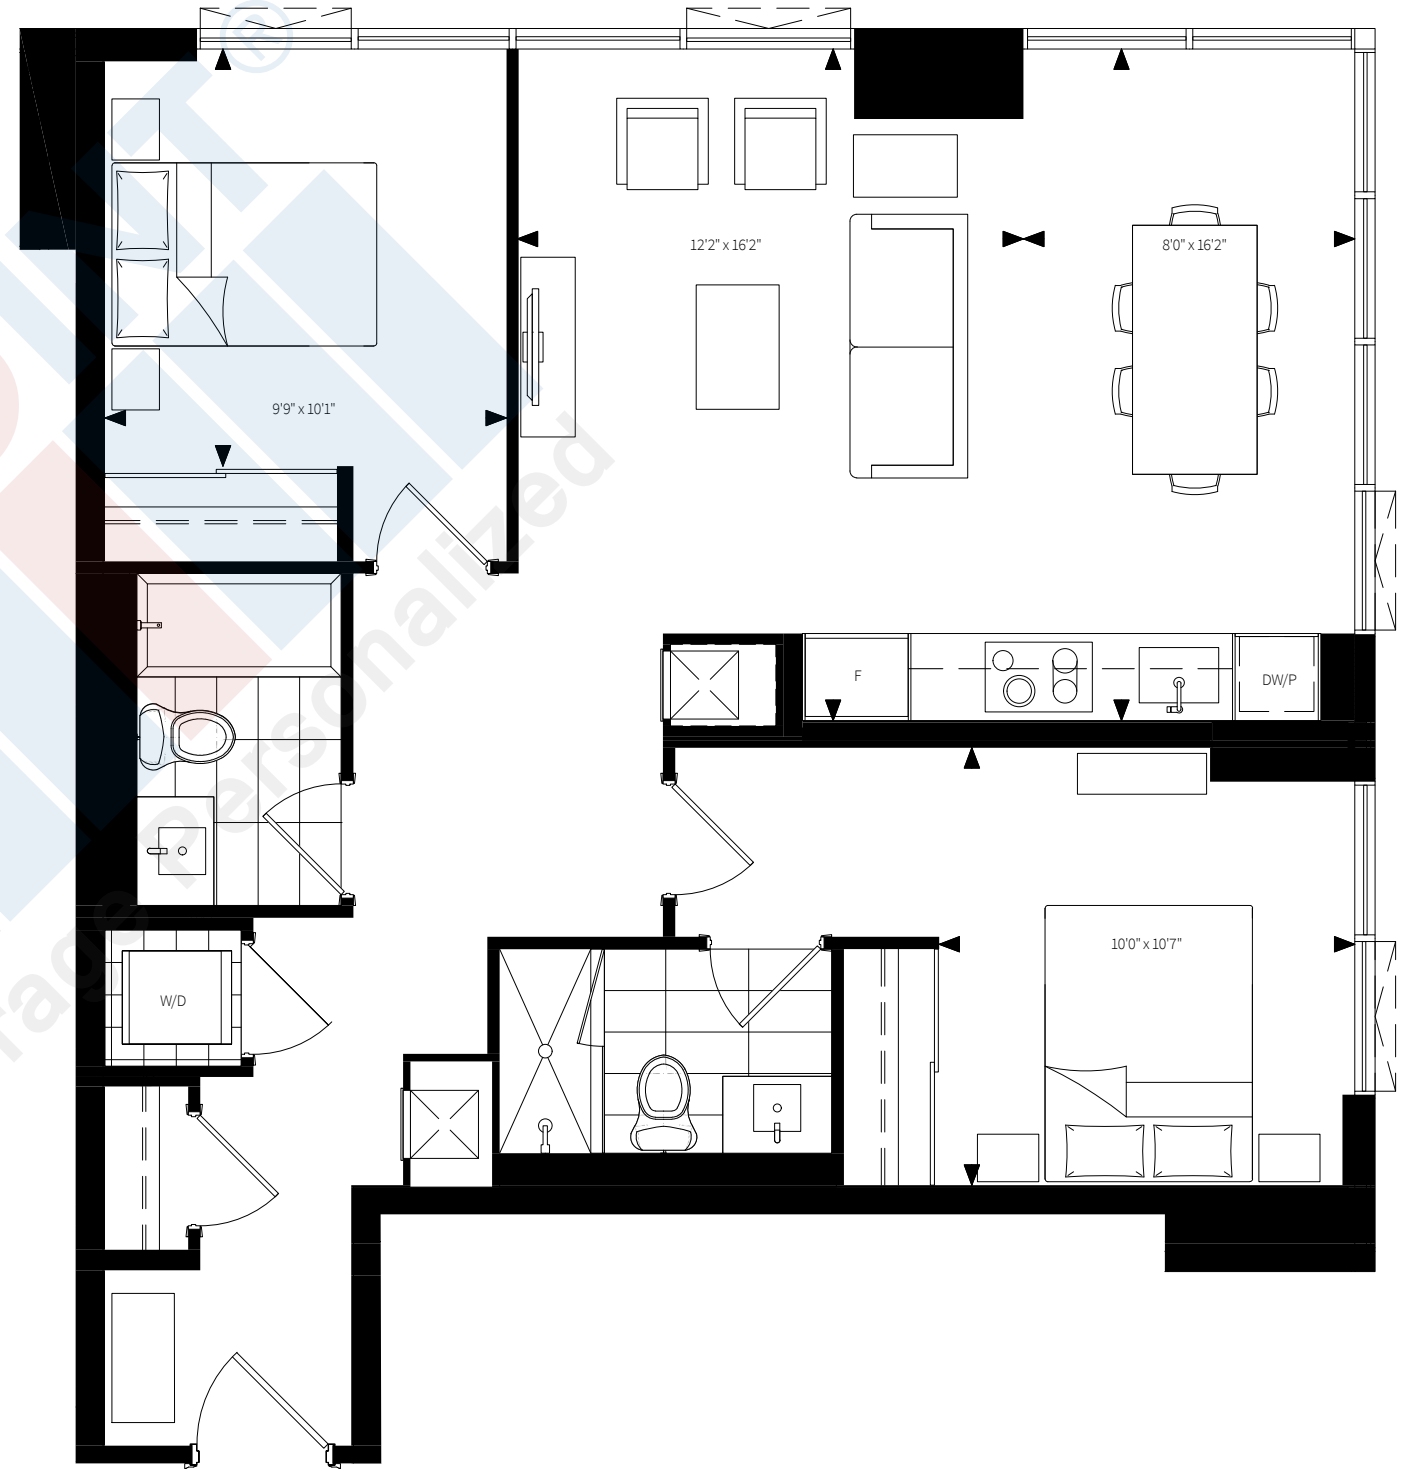 ®
12'2" x 16'2"
8'0" x 16'2"
9'9" x 10'1"
F
DW/P
10'0" x 10'7"
W/D
Personalized